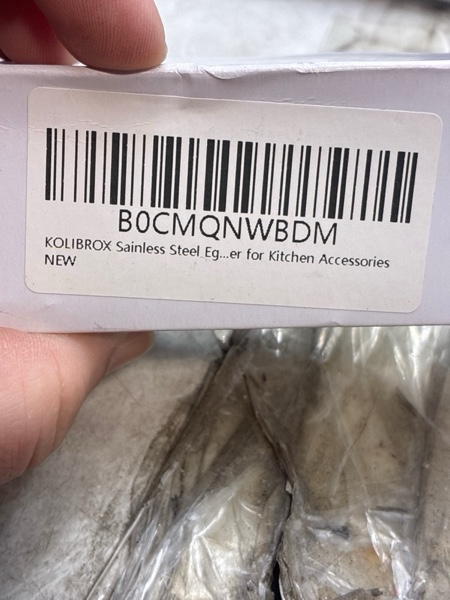 B0CMQNWBDM
KOLIBROX Sainless Steel Eg...er for Kitchen Accessories
NEW